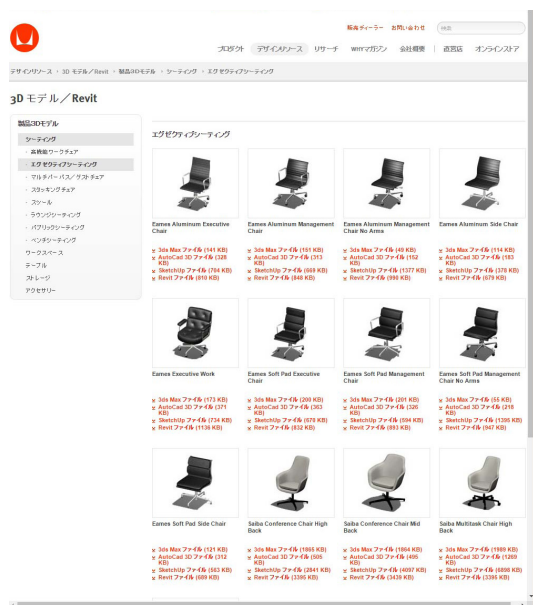 販売ディーラー お問い合わせ 検索
プロダクト デザインリソース リサーチ WHYマガジン 会社概要 | 直営店 オンラインストア
デザインリソース › 3D モデル/Revit › 製品3Dモデル › シーティング › エグゼクティブシーティング
3D モデル/Revit
製品3Dモデル
シーティング
· 高機能ワークチェア
· エグゼクティブシーティング
· マルチパーパス/ゲストチェア
· スタッキングチェア
· スツール
· ラウンジシーティング
· パブリックシーティング
· ベンチシーティング
ワークスペース
テーブル
ストレージ
アクセサリー
エグゼクティブシーティング
Eames Aluminum Executive
Chair
3ds Max ファイル (141 KB)
AutoCad 3D ファイル (328
KB)
SketchUp ファイル (784 KB)
Revit ファイル (810 KB)
Eames Aluminum Management
Chair
3ds Max ファイル (151 KB)
AutoCad 3D ファイル (313
KB)
SketchUp ファイル (608 KB)
Revit ファイル (848 KB)
Eames Aluminum Management
Chair No Arms
3ds Max ファイル (49 KB)
AutoCad 3D ファイル (152
KB)
SketchUp ファイル (1377 KB)
Revit ファイル (890 KB)
Eames Aluminum Side Chair
3ds Max ファイル (114 KB)
AutoCad 3D ファイル (183
KB)
SketchUp ファイル (378 KB)
Revit ファイル (679 KB)
Eames Executive Work
3ds Max ファイル (173 KB)
AutoCad 3D ファイル (371
KB)
SketchUp ファイル (734 KB)
Revit ファイル (1136 KB)
Eames Soft Pad Executive
Chair
3ds Max ファイル (200 KB)
AutoCad 3D ファイル (363
KB)
SketchUp ファイル (670 KB)
Revit ファイル (832 KB)
Eames Soft Pad Management
Chair
3ds Max ファイル (201 KB)
AutoCad 3D ファイル (326
KB)
SketchUp ファイル (594 KB)
Revit ファイル (893 KB)
Eames Soft Pad Management
Chair No Arms
3ds Max ファイル (55 KB)
AutoCad 3D ファイル (218
KB)
SketchUp ファイル (1395 KB)
Revit ファイル (947 KB)
Eames Soft Pad Side Chair
3ds Max ファイル (121 KB)
AutoCad 3D ファイル (312
KB)
SketchUp ファイル (563 KB)
Revit ファイル (689 KB)
Saiba Conference Chair High
Back
3ds Max ファイル (1865 KB)
AutoCad 3D ファイル (505
KB)
SketchUp ファイル (2841 KB)
Revit ファイル (3395 KB)
Saiba Conference Chair Mid
Back
3ds Max ファイル (1864 KB)
AutoCad 3D ファイル (495
KB)
SketchUp ファイル (4097 KB)
Revit ファイル (3439 KB)
Saiba Multitask Chair High
Back
3ds Max ファイル (1989 KB)
AutoCad 3D ファイル (1269
KB)
SketchUp ファイル (6898 KB)
Revit ファイル (3395 KB)